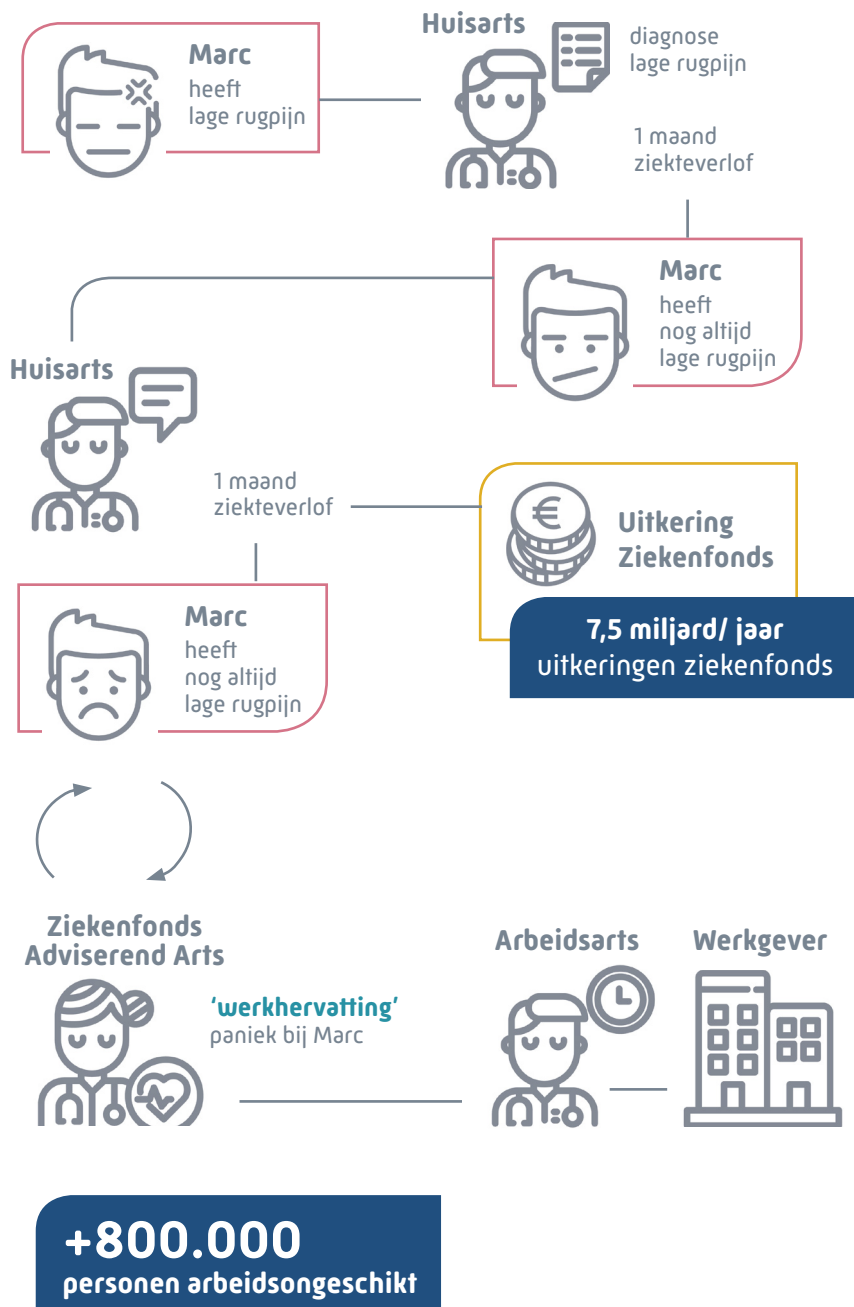 Marc
heeft
lage rugpijn
Huisarts
diagnose
lage rugpijn
1 maand
ziekteverlof
Marc
heeft
nog altijd
lage rugpijn
Huisarts
1 maand
ziekteverlof
€
Uitkering
Ziekenfonds
7,5 miljard/ jaar
uitkeringen ziekenfonds
Marc
heeft
nog altijd
lage rugpijn
Ziekenfonds
Adviserend Arts
‘werkhervatting’
paniek bij Marc
Arbeidsarts
Werkgever
+800.000
personen arbeidsongeschikt